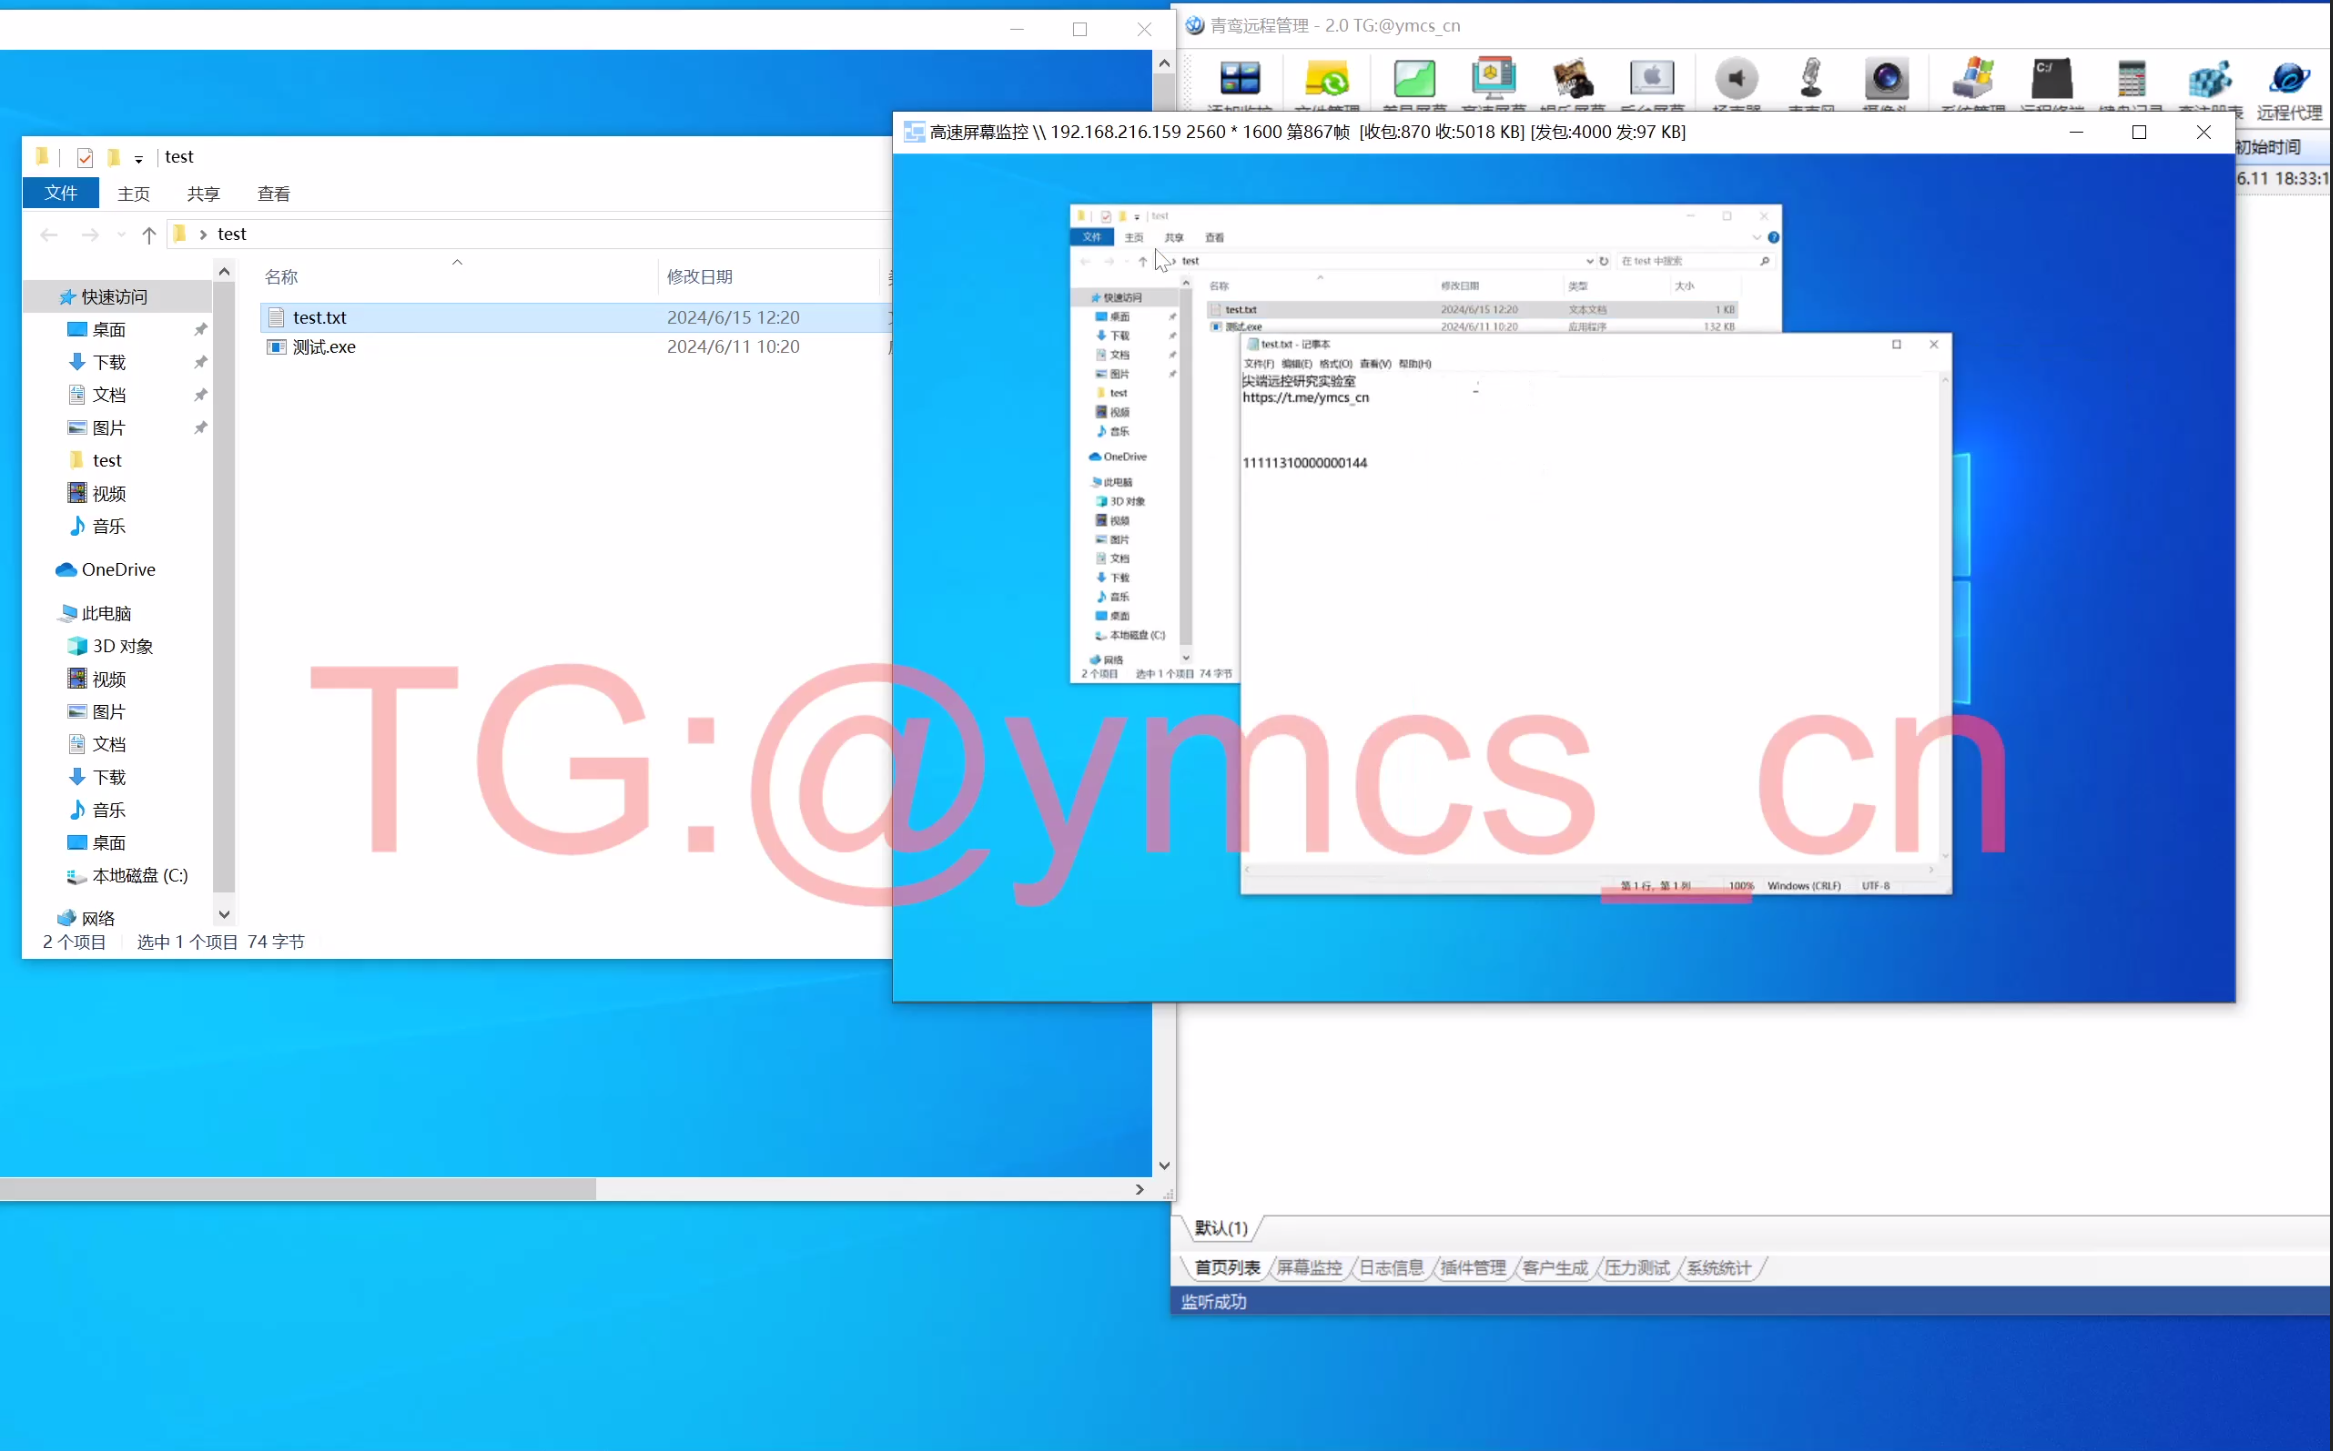 青鸾远程管理 - 2.0 TG:@ymcs_cn
远程代理
初始时间
6.11 18:33:1
test
文件
主页
共享
查看
test
名称
修改日期
test.txt
2024/6/15 12:20
测试.exe
2024/6/11 10:20
快速访问
桌面
下载
文档
图片
test
视频
音乐
OneDrive
此电脑
3D 对象
视频
图片
文档
下载
音乐
桌面
本地磁盘 (C:)
网络
2 个项目
选中 1 个项目 74 字节
高速屏幕监控 \\ 192.168.216.159 2560 * 1600 第867帧 [收包:870 收:5018 KB] [发包:4000 发:97 KB]
test
文件
主页
共享
查看
test
在 test 中搜索
名称
修改日期
类型
大小
test.txt
2024/6/15 12:20
文本文档
1 KB
测试.exe
2024/6/11 10:20
应用程序
132 KB
快速访问
桌面
下载
文档
图片
test
视频
音乐
OneDrive
此电脑
3D 对象
视频
图片
文档
下载
音乐
桌面
本地磁盘 (C:)
网络
2 个项目
选中 1 个项目 74 字节
test.txt - 记事本
文件(F) 编辑(E) 格式(O) 查看(V) 帮助(H)
尖端远控研究实验室
https://t.me/ymcs_cn
11111310000000144
第 1 行, 第 1 列
100%
Windows (CRLF)
UTF-8
TG:@ymcs_cn
默认(1)
首页列表
屏幕监控
日志信息
插件管理
客户生成
压力测试
系统统计
监听成功